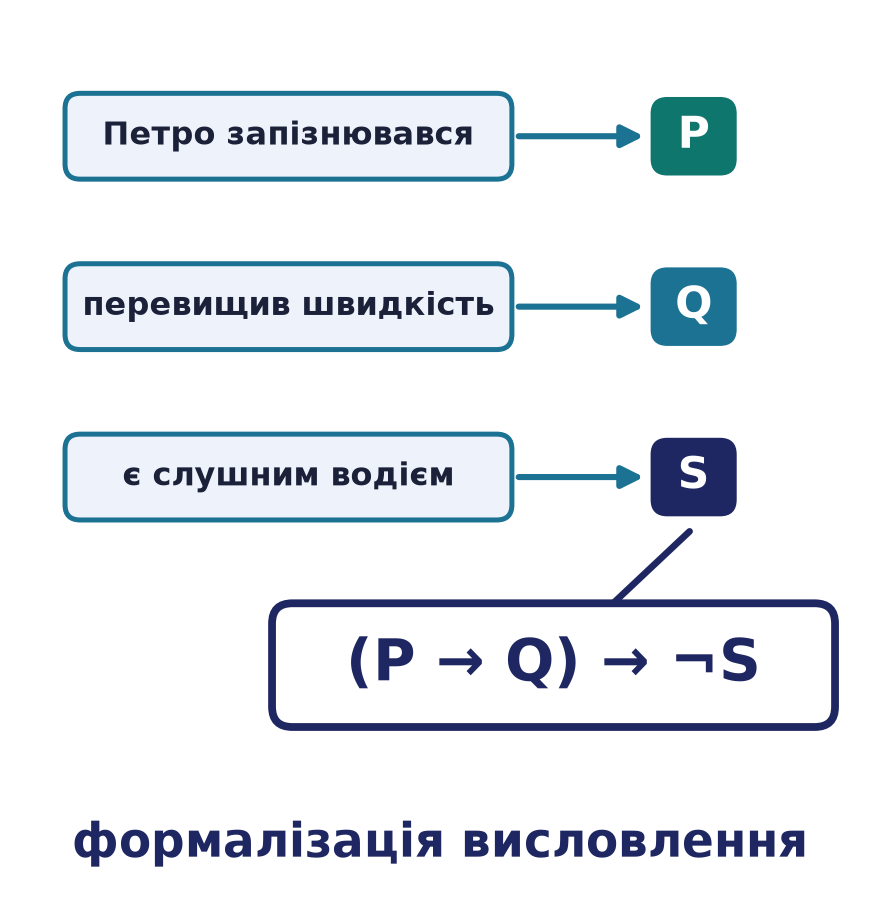 Петро запізнювався
P
перевищив швидкість
Q
є слушним водієм
S
(P → Q) → ¬S
формалізація висловлення